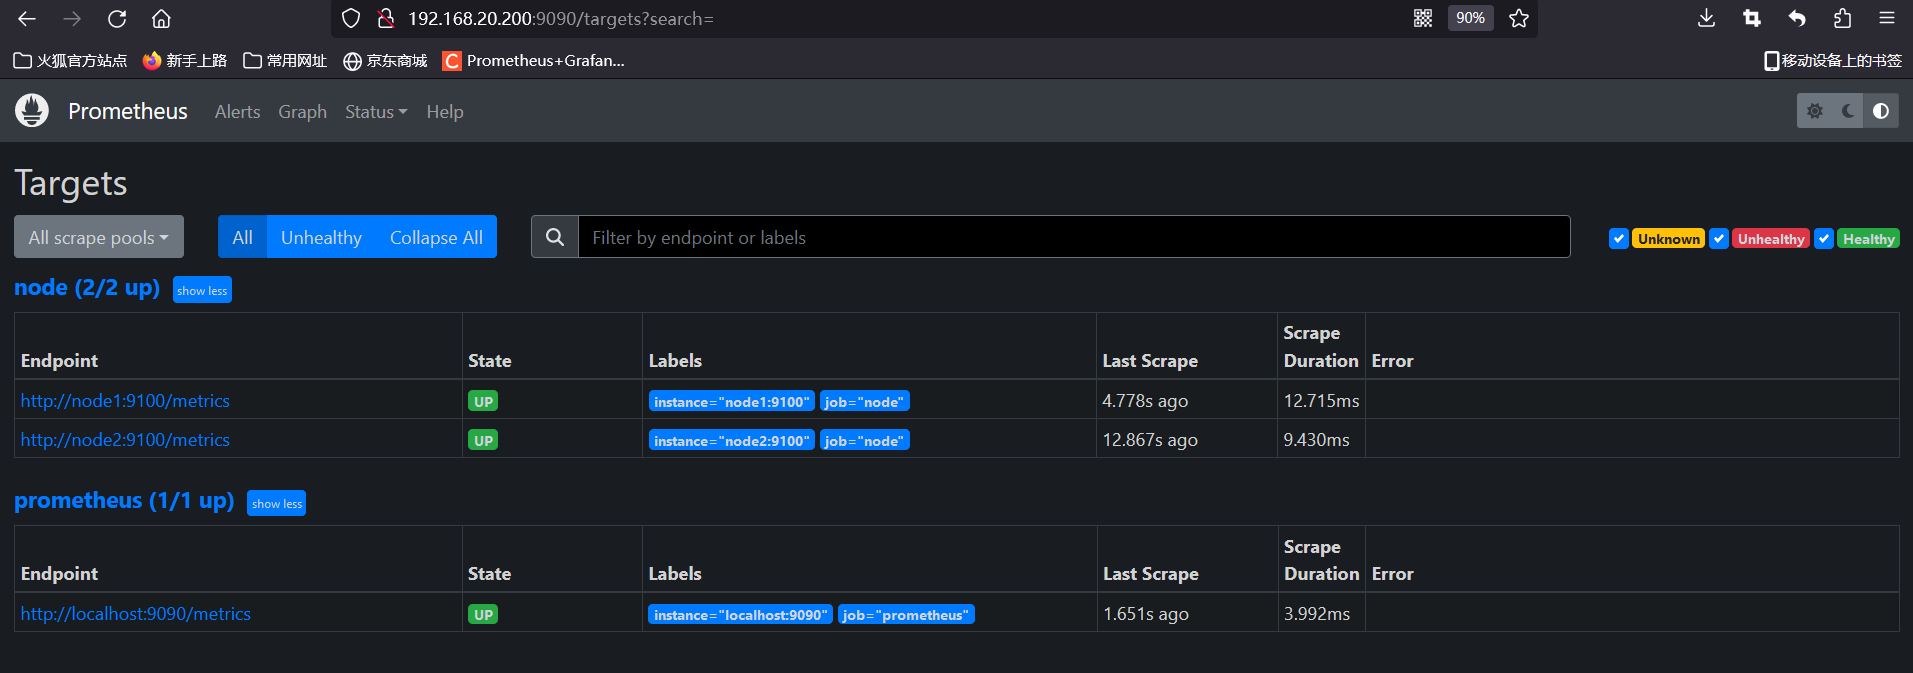 192.168.20.200:9090/targets?search=
90%
火狐官方站点 新手上路 常用网址 京东商城 Prometheus+Grafan... 移动设备上的书签
Prometheus Alerts Graph Status Help
Targets
All scrape pools All Unhealthy Collapse All Filter by endpoint or labels Unknown Unhealthy Healthy
node (2/2 up) show less
Endpoint State Labels Last Scrape Scrape Duration Error
http://node1:9100/metrics UP instance="node1:9100" job="node" 4.778s ago 12.715ms
http://node2:9100/metrics UP instance="node2:9100" job="node" 12.867s ago 9.430ms
prometheus (1/1 up) show less
Endpoint State Labels Last Scrape Scrape Duration Error
http://localhost:9090/metrics UP instance="localhost:9090" job="prometheus" 1.651s ago 3.992ms